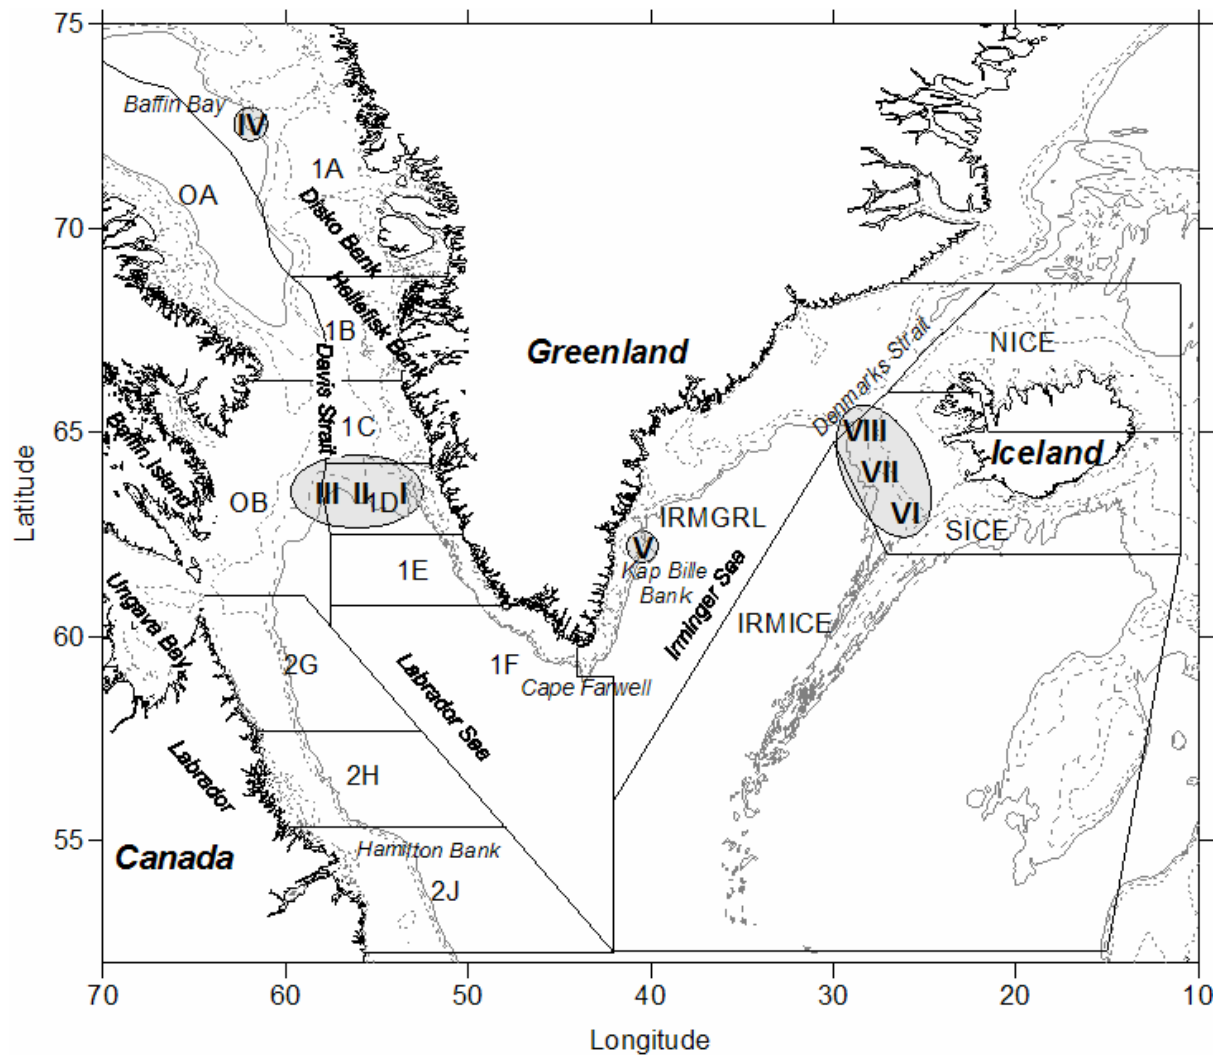 75
Baffin Bay
IV
1A
OA
Disko Bank
70
Hellefisk Bank
1B
Davis Strait
Greenland
Denmarks Strait
NICE
65
1C
VIII
Iceland
Baffin Island
VII
OB
III
II
1D
I
VI
IRMGRL
SICE
V
Kap Bille
Bank
1E
Ungava Bay
Irminger See
IRMICE
60
2G
Labrador See
1F
Cape Farwell
Labrador
2H
55
Canada
Hamilton Bank
2J
70
60
50
40
30
20
10
Latitude
Longitude